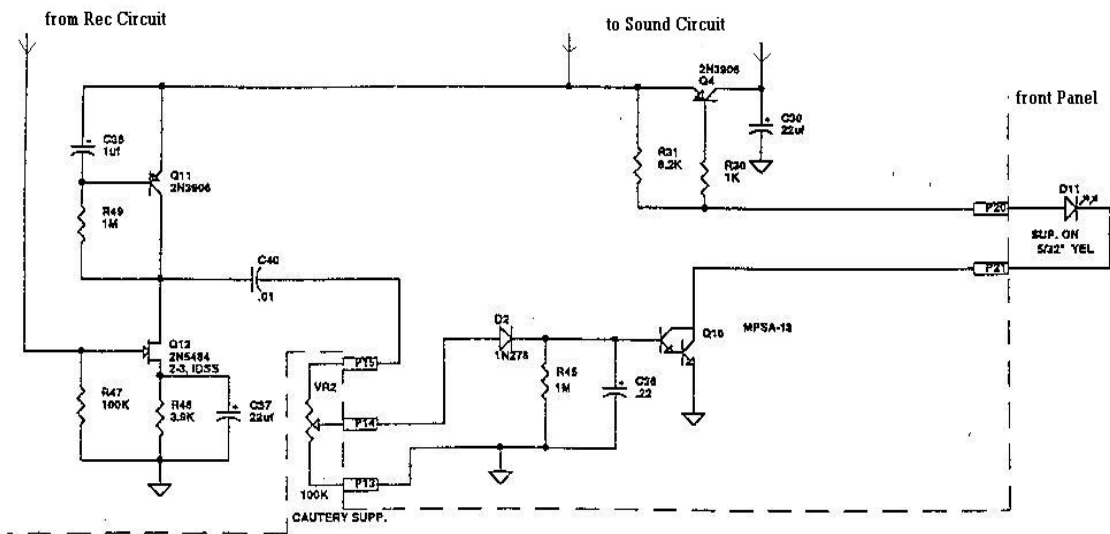 from Rec Circuit
to Sound Circuit
2N3906
Q4
front Panel
C30
22uf
C38
1uf
Q11
2N3906
R31
8.2K
R30
1K
R49
1M
D11
P20
SUP. ON
5/32" YEL
C40
.01
P21
Q12
2N5484
2-3, IDSS
D2
1N276
Q10
MPSA-13
P15
VR2
R45
1M
C36
.22
R47
100K
R48
3.9K
C37
22uf
P14
P13
100K
CAUTERY SUPP.